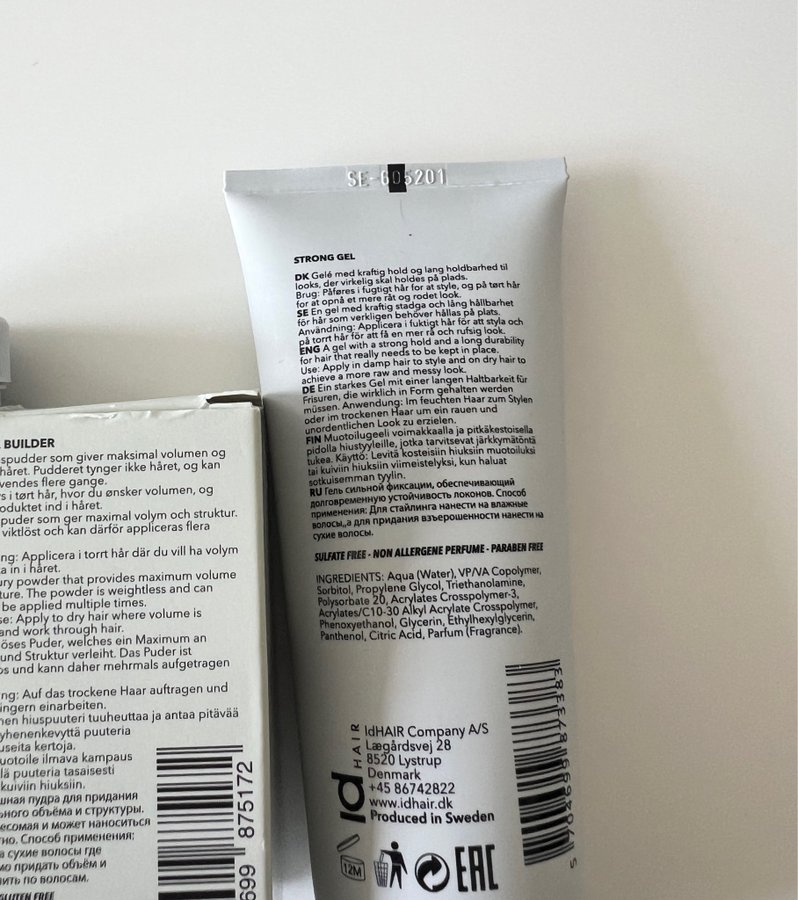 SE-605201
STRONG GEL
DK Gelé med kraftig hold og lang holdbarhed til
looks, der virkelig skal holdes på plads.
Brug: Påføres i fugtigt hår for at style, og på tørt hår
for at opnå et mere råt og rodet look.
SE En gel med kraftig stadga och lång hållbarhet
för hår som verkligen behöver hållas på plats.
Användning: Applicera i fuktigt hår för att styla och
på torrt hår för att få en mer rå och rufsig look.
ENG A gel with a strong hold and a long durability
for hair that really needs to be kept in place.
Use: Apply in damp hair to style and on dry hair to
achieve a more raw and messy look.
DE Ein starkes Gel mit einer langen Haltbarkeit für
Frisuren, die wirklich in Form gehalten werden
müssen. Anwendung: Im feuchten Haar zum Stylen
oder im trockenen Haar um ein rauen und
unordentlichen Look zu erzielen.
FIN Muotoilugeeli voimakkaalla ja pitkäkestoisella
pidolla hiustyyleille, jotka tarvitsevat järkkymätöntä
tukea. Käyttö: Levitä kosteisiin hiuksiin muotoiluksi
tai kuiviin hiuksiin viimeistelyksi, kun haluat
sotkuisemman tyylin.
RU Гель сильной фиксации, обеспечивающий
долговременную устойчивость локонов. Способ
применения: Для стайлинга нанести на влажные
волосы,,а для придания взъерошенности нанести на
сухие волосы.
SULFATE FREE - NON ALLERGENE PERFUME - PARABEN FREE
INGREDIENTS: Aqua (Water), VP/VA Copolymer,
Sorbitol, Propylene Glycol, Triethanolamine,
Polysorbate 20, Acrylates Crosspolymer-3,
Acrylates/C10-30 Alkyl Acrylate Crosspolymer,
Phenoxyethanol, Glycerin, Ethylhexylglycerin,
Panthenol, Citric Acid, Parfum (Fragrance).
id HAIR
IdHAIR Company A/S
Lægårdsvej 28
8520 Lystrup
Denmark
+45 86742822
www.idhair.dk
Produced in Sweden
12M
EAC
5 704699 873383
BUILDER
spudder som giver maksimal volumen og
håret. Pudderet tynger ikke håret, og kan
vendes flere gange.
s i tørt hår, hvor du ønsker volumen, og
oduktet ind i håret.
puder som ger maximal volym och struktur.
viktlöst och kan därför appliceras flera
ng: Applicera i torrt hår där du vill ha volym
a in i håret.
ury powder that provides maximum volume
ture. The powder is weightless and can
be applied multiple times.
se: Apply to dry hair where volume is
and work through hair.
öses Puder, welches ein Maximum an
und Struktur verleiht. Das Puder ist
os und kann daher mehrmals aufgetragen
ng: Auf das trockene Haar auftragen und
ingern einarbeiten.
nen hiuspuuteri tuuheuttaa ja antaa pitävää
yhenenkevyttä puuteria
useita kertoja.
uotoile ilmava kampaus
lä puuteria tasaisesti
kuiviin hiuksiin.
шная пудра для придания
ьного объёма и структуры.
есомая и может наноситься
тно. Способ применения:
а сухие волосы где
мо придать объём и
ить по волосам.
GLUTEN FREE
699 875172